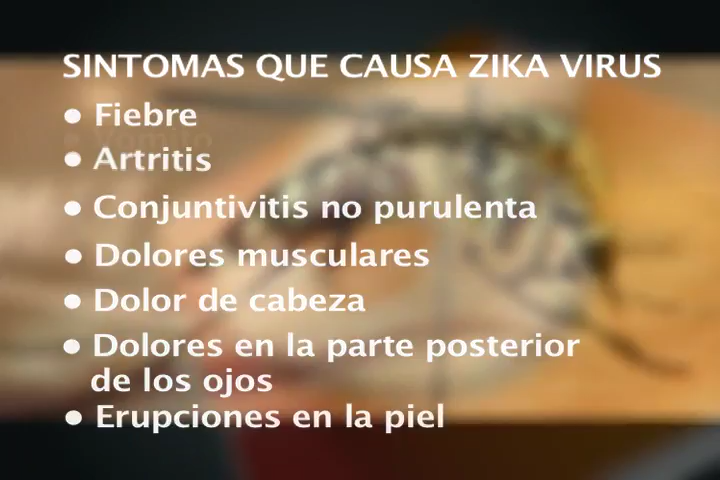 SINTOMAS QUE CAUSA ZIKA VIRUS
• Fiebre
• Artritis
• Conjuntivitis no purulenta
• Dolores musculares
• Dolor de cabeza
• Dolores en la parte posterior
de los ojos
• Erupciones en la piel